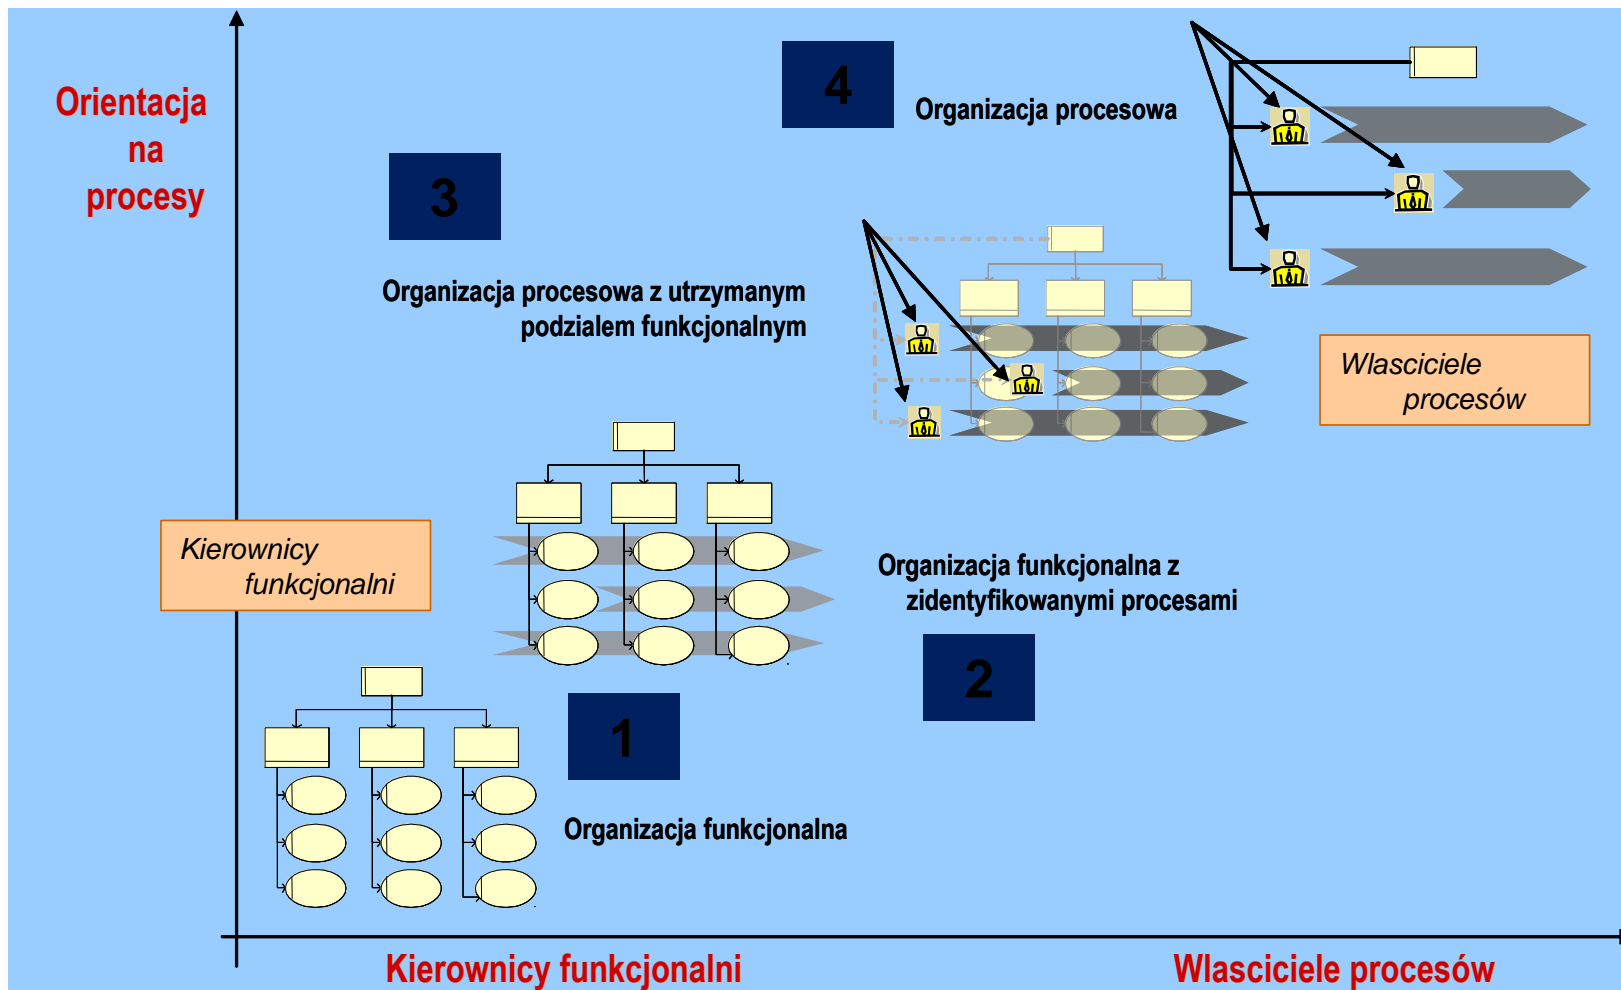 Orientacja
na
procesy
4
Organizacja procesowa
3
Organizacja procesowa z utrzymanym
podzialem funkcjonalnym
Wlasciciele
procesów
Kierownicy
funkcjonalni
Organizacja funkcjonalna z
zidentyfikowanymi procesami
2
1
Organizacja funkcjonalna
Kierownicy funkcjonalni
Wlasciciele procesów